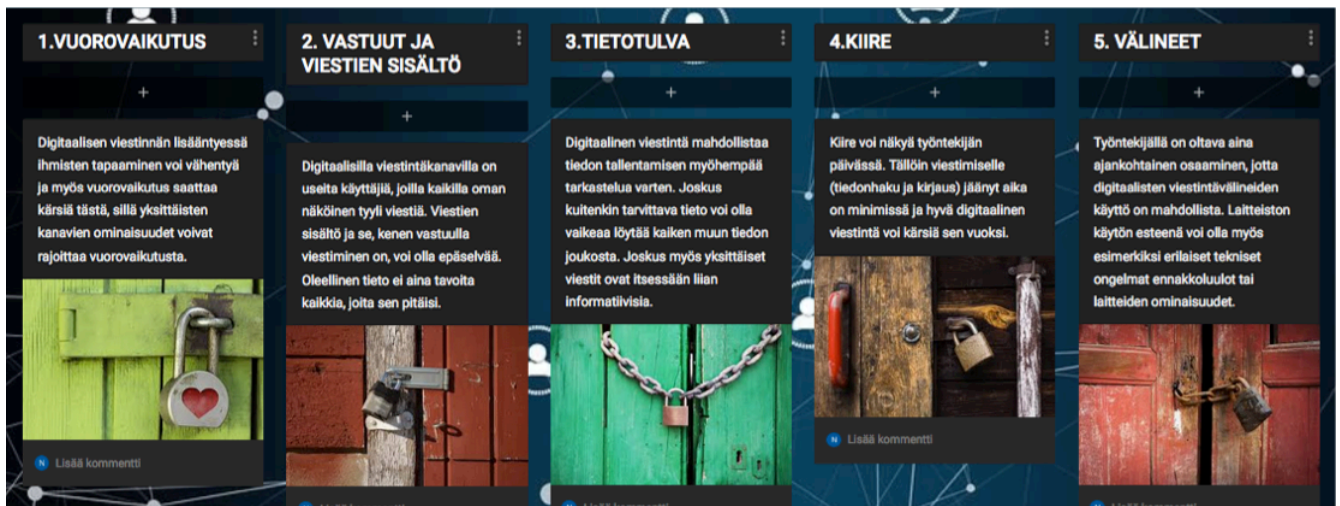 1.VUOROVAIKUTUS
+
Digitaalisen viestinnän lisääntyessä
ihmisten tapaaminen voi vähentyä
ja myös vuorovaikutus saattaa
kärsiä tästä, sillä yksittäisten
kanavien ominaisuudet voivat
rajoittaa vuorovaikutusta.
N Lisää kommentti
2. VASTUUT JA
VIESTIEN SISÄLTÖ
+
Digitaalisilla viestintäkanavilla on
useita käyttäjiä, joilla kaikilla oman
näköinen tyyli viestiä. Viestien
sisältö ja se, kenen vastuulla
viestiminen on, voi olla epäselvää.
Oleellinen tieto ei aina tavoita
kaikkia, joita sen pitäisi.
3.TIETOTULVA
+
Digitaalinen viestintä mahdollistaa
tiedon tallentamisen myöhempää
tarkastelua varten. Joskus
kuitenkin tarvittava tieto voi olla
vaikeaa löytää kaiken muun tiedon
joukosta. Joskus myös yksittäiset
viestit ovat itsessään liian
informatiivisia.
4.KIIRE
+
Kiire voi näkyä työntekijän
päivässä. Tällöin viestimiselle
(tiedonhaku ja kirjaus) jäänyt aika
on minimissä ja hyvä digitaalinen
viestintä voi kärsiä sen vuoksi.
N Lisää kommentti
5. VÄLINEET
+
Työntekijällä on oltava aina
ajankohtainen osaaminen, jotta
digitaalisten viestintävälineiden
käyttö on mahdollista. Laitteiston
käytön esteenä voi olla myös
esimerkiksi erilaiset tekniset
ongelmat ennakkoluulot tai
laitteiden ominaisuudet.